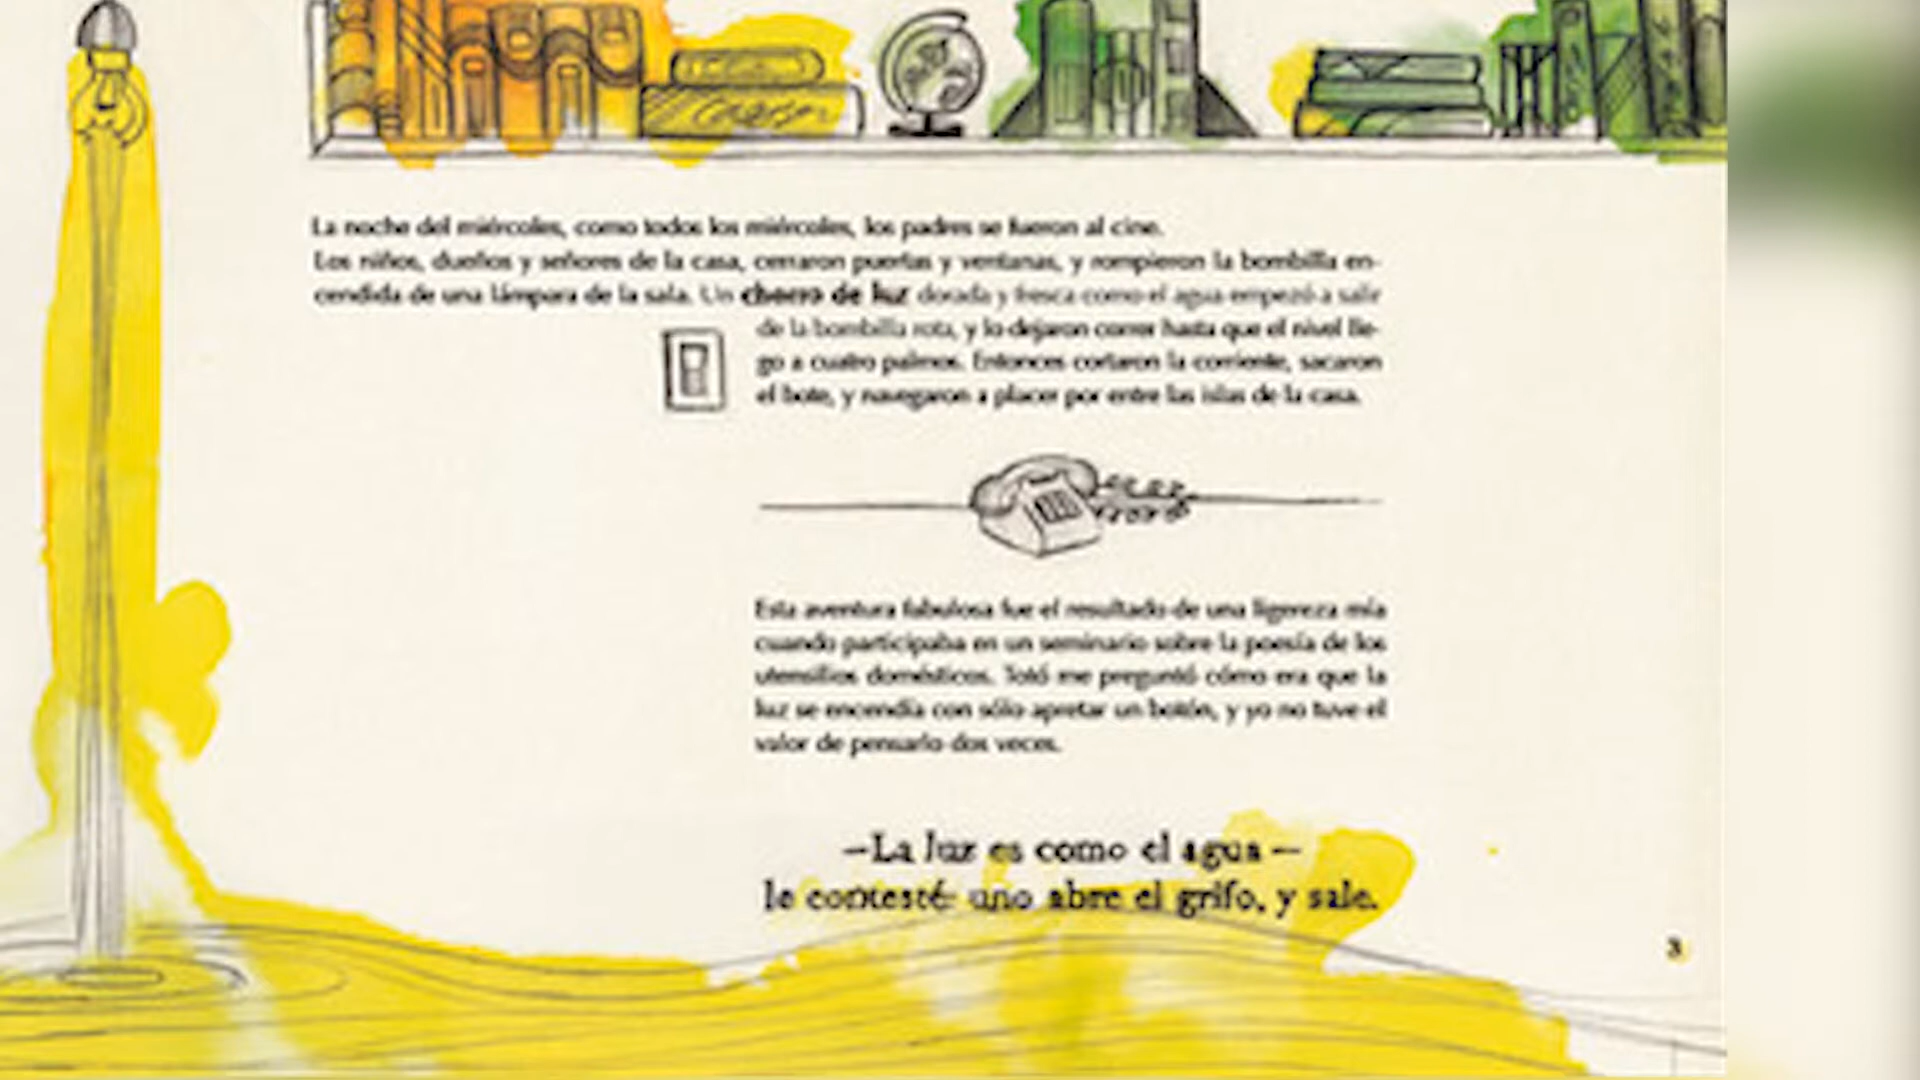 La noche del miércoles, como todos los miércoles, los padres se fueron al cine.
Los niños, dueños y señores de la casa, cerraron puertas y ventanas, y rompieron la bombilla en-
cendida de una lámpara de la sala. Un chorro de luz dorada y fresca como el agua empezó a salir
de la bombilla rota, y lo dejaron correr hasta que el nivel lle-
go a cuatro palmos. Entonces cortaron la corriente, sacaron
el bote, y navegaron a placer por entre las islas de la casa.
Esta aventura fabulosa fue el resultado de una ligereza mía
cuando participaba en un seminario sobre la poesía de los
utensilios domésticos. Totó me preguntó cómo era que la
luz se encendía con sólo apretar un botón, y yo no tuve el
valor de pensarlo dos veces.
—La luz es como el agua —
le contesté: uno abre el grifo, y sale.
3